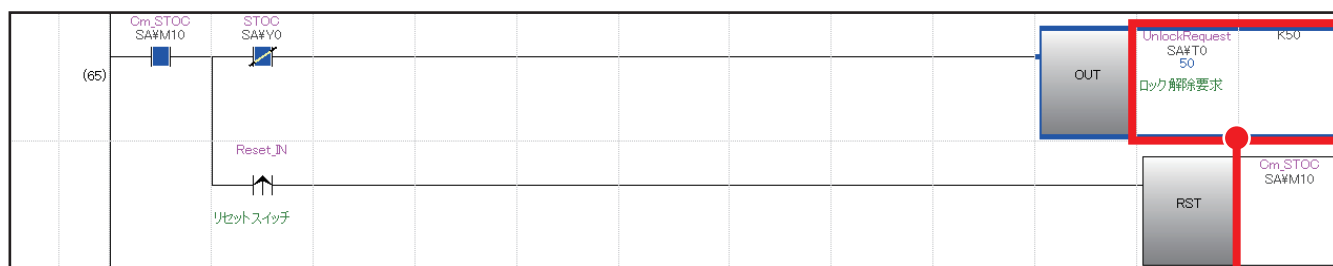 Cm_STOC
SA¥M10
STOC
SA¥Y0
(65)
OUT
UnlockRequest
SA¥T0
50
ロック解除要求
K50
Reset_IN
リセットスイッチ
RST
Cm_STOC
SA¥M10